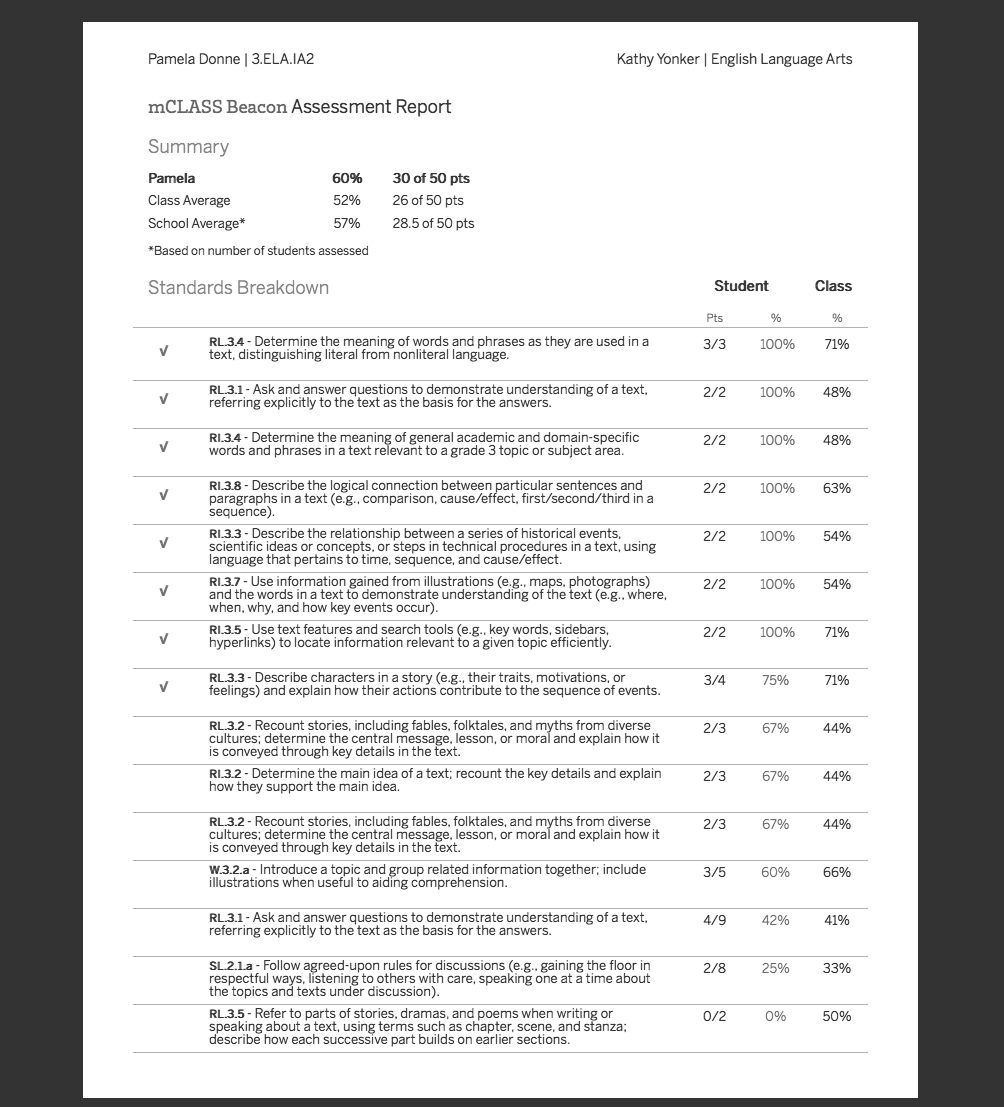 Pamela Donne | 3.ELA.IA2
Kathy Yonker | English Language Arts
mCLASS Beacon Assessment Report
Summary
Pamela 60% 30 of 50 pts
Class Average 52% 26 of 50 pts
School Average* 57% 28.5 of 50 pts
*Based on number of students assessed
Standards Breakdown Student Class
Pts % %
√ RL.3.4 - Determine the meaning of words and phrases as they are used in a 3/3 100% 71%
text, distinguishing literal from nonliteral language.
√ RL.3.1 - Ask and answer questions to demonstrate understanding of a text, 2/2 100% 48%
referring explicitly to the text as the basis for the answers.
√ RI.3.4 - Determine the meaning of general academic and domain-specific 2/2 100% 48%
words and phrases in a text relevant to a grade 3 topic or subject area.
√ RI.3.8 - Describe the logical connection between particular sentences and 2/2 100% 63%
paragraphs in a text (e.g., comparison, cause/effect, first/second/third in a
sequence).
√ RI.3.3 - Describe the relationship between a series of historical events, 2/2 100% 54%
scientific ideas or concepts, or steps in technical procedures in a text, using
language that pertains to time, sequence, and cause/effect.
√ RI.3.7 - Use information gained from illustrations (e.g., maps, photographs) 2/2 100% 54%
and the words in a text to demonstrate understanding of the text (e.g., where,
when, why, and how key events occur).
√ RI.3.5 - Use text features and search tools (e.g., key words, sidebars, 2/2 100% 71%
hyperlinks) to locate information relevant to a given topic efficiently.
√ RL.3.3 - Describe characters in a story (e.g., their traits, motivations, or 3/4 75% 71%
feelings) and explain how their actions contribute to the sequence of events.
RL.3.2 - Recount stories, including fables, folktales, and myths from diverse 2/3 67% 44%
cultures; determine the central message, lesson, or moral and explain how it
is conveyed through key details in the text.
RI.3.2 - Determine the main idea of a text; recount the key details and explain 2/3 67% 44%
how they support the main idea.
RL.3.2 - Recount stories, including fables, folktales, and myths from diverse 2/3 67% 44%
cultures; determine the central message, lesson, or moral and explain how it
is conveyed through key details in the text.
W.3.2.a - Introduce a topic and group related information together; include 3/5 60% 66%
illustrations when useful to aiding comprehension.
RL.3.1 - Ask and answer questions to demonstrate understanding of a text, 4/9 42% 41%
referring explicitly to the text as the basis for the answers.
SL.2.1.a - Follow agreed-upon rules for discussions (e.g., gaining the floor in 2/8 25% 33%
respectful ways, listening to others with care, speaking one at a time about
the topics and texts under discussion).
RL.3.5 - Refer to parts of stories, dramas, and poems when writing or 0/2 0% 50%
speaking about a text, using terms such as chapter, scene, and stanza;
describe how each successive part builds on earlier sections.